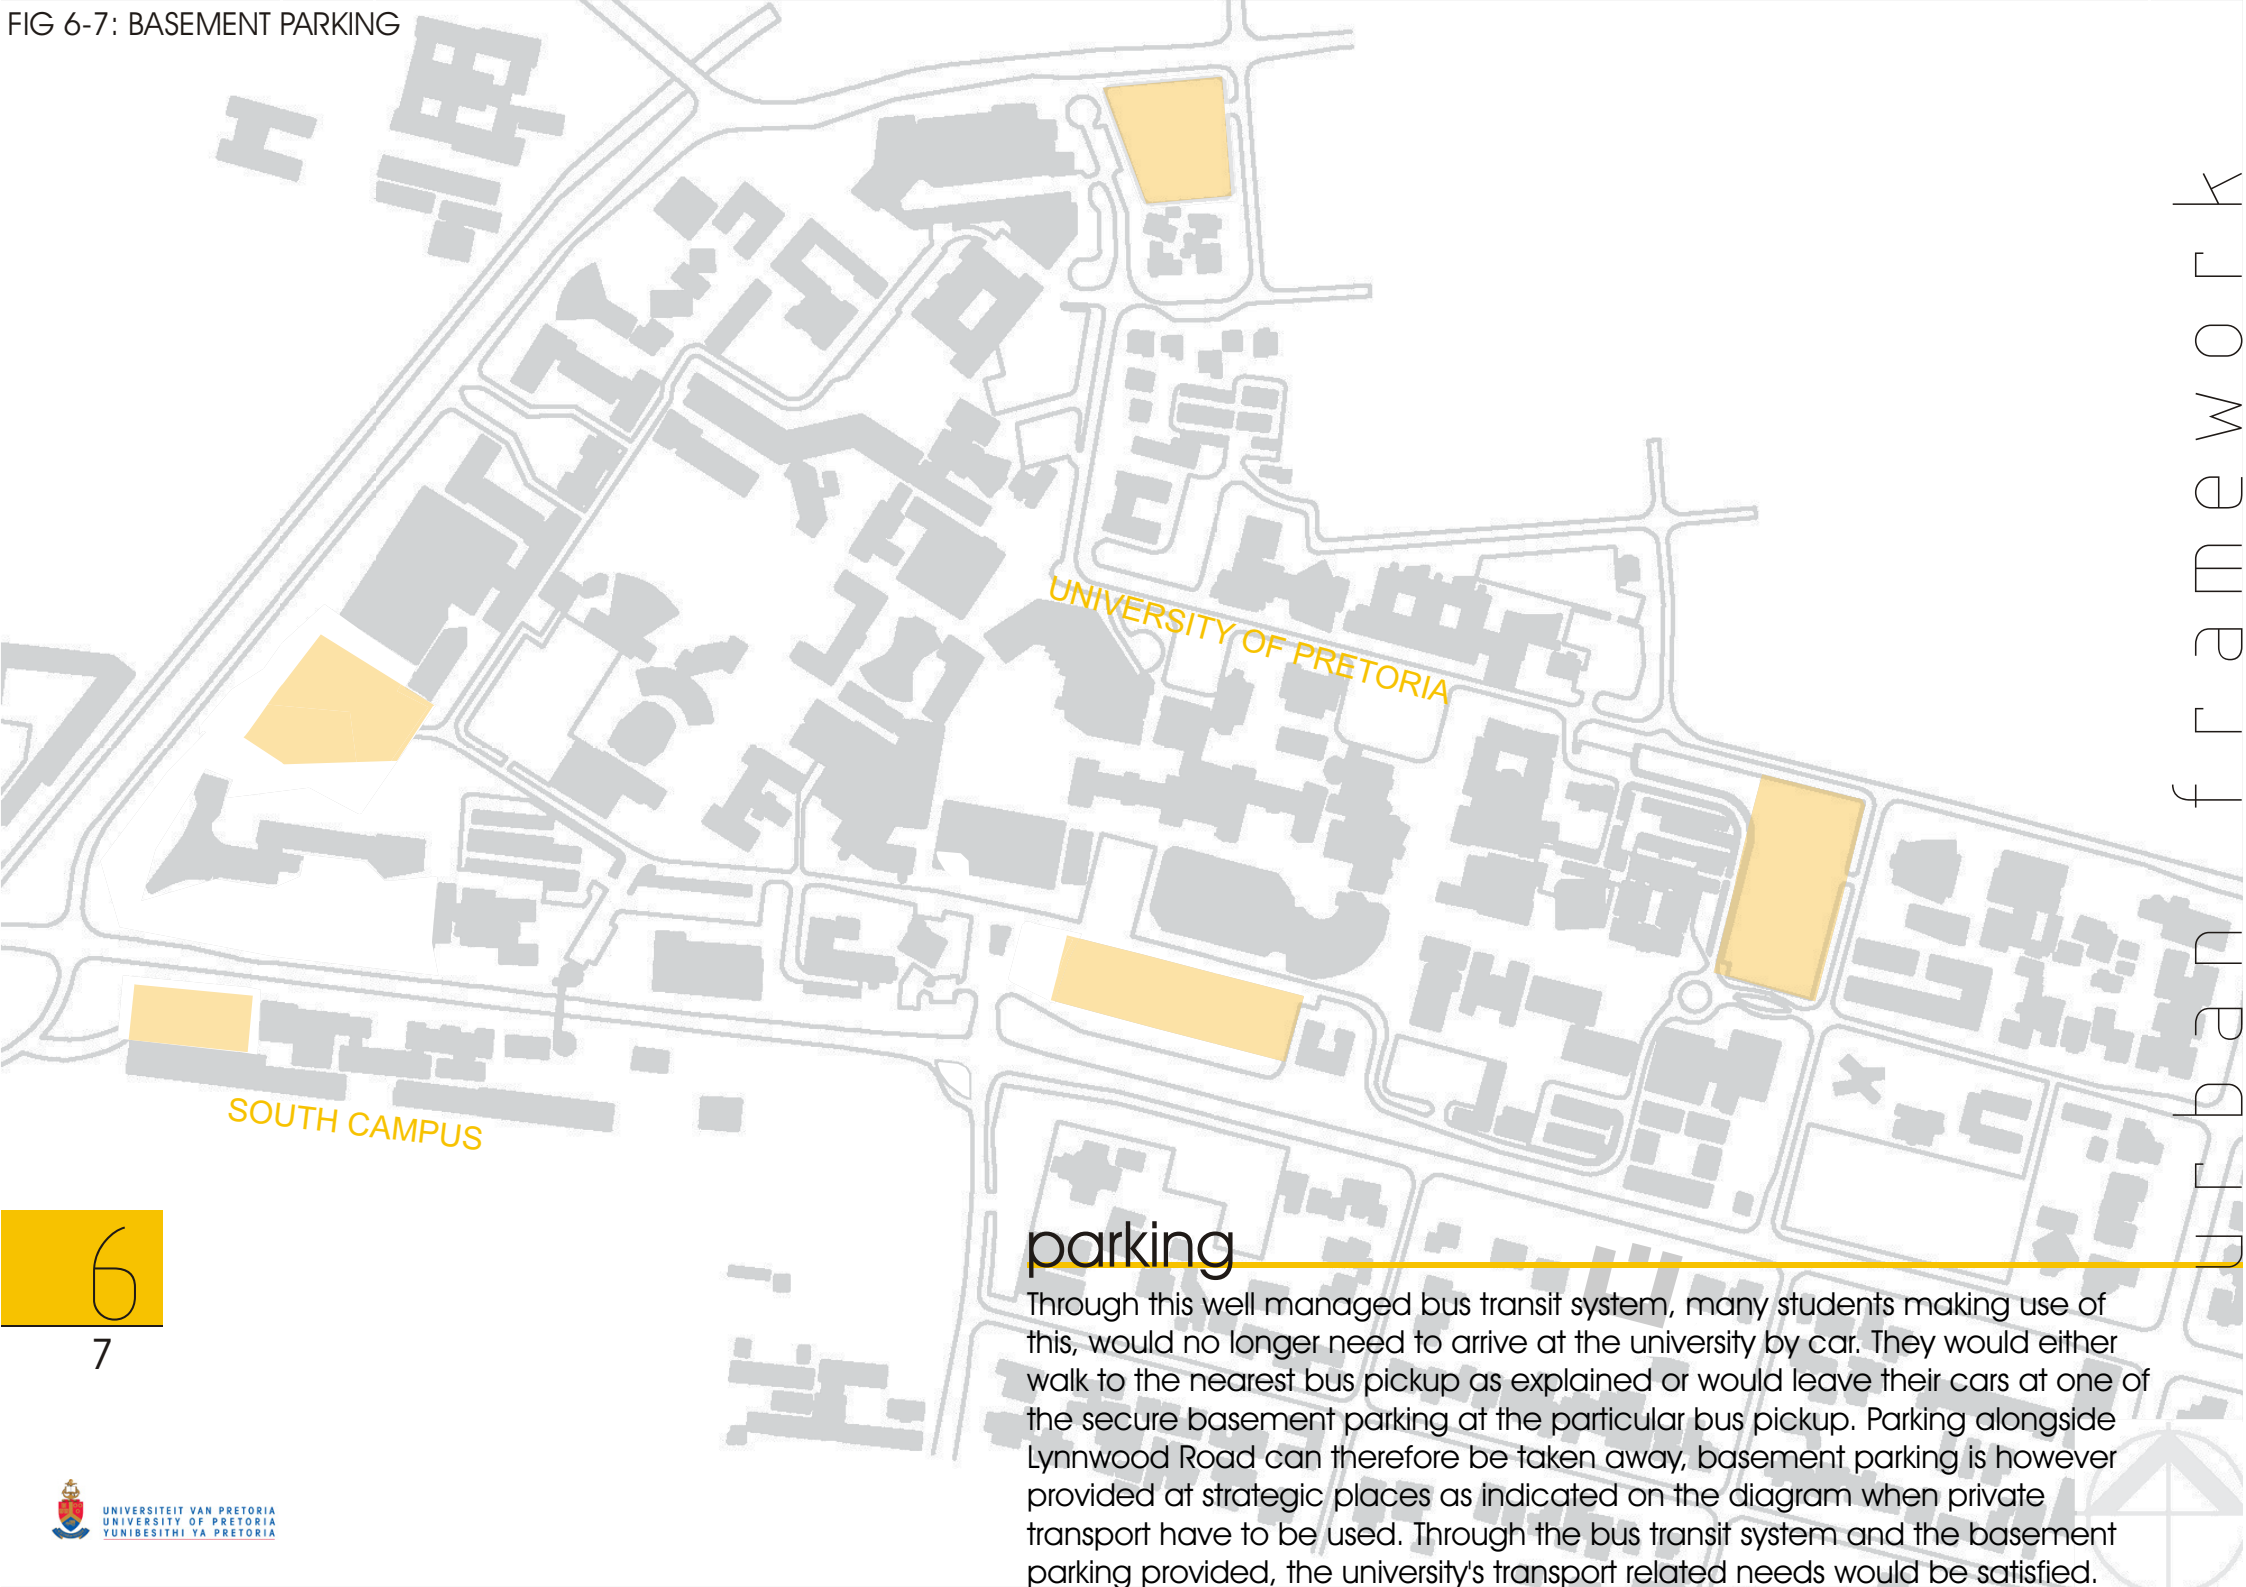 FIG 6-7: BASEMENT PARKING
urban framework
UNIVERSITY OF PRETORIA
SOUTH CAMPUS
6
7
parking
Through this well managed bus transit system, many students making use of
this, would no longer need to arrive at the university by car. They would either
walk to the nearest bus pickup as explained or would leave their cars at one of
the secure basement parking at the particular bus pickup. Parking alongside
Lynnwood Road can therefore be taken away, basement parking is however
provided at strategic places as indicated on the diagram when private
transport have to be used. Through the bus transit system and the basement
parking provided, the university's transport related needs would be satisfied.
UNIVERSITEIT VAN PRETORIA
UNIVERSITY OF PRETORIA
YUNIBESITHI YA PRETORIA